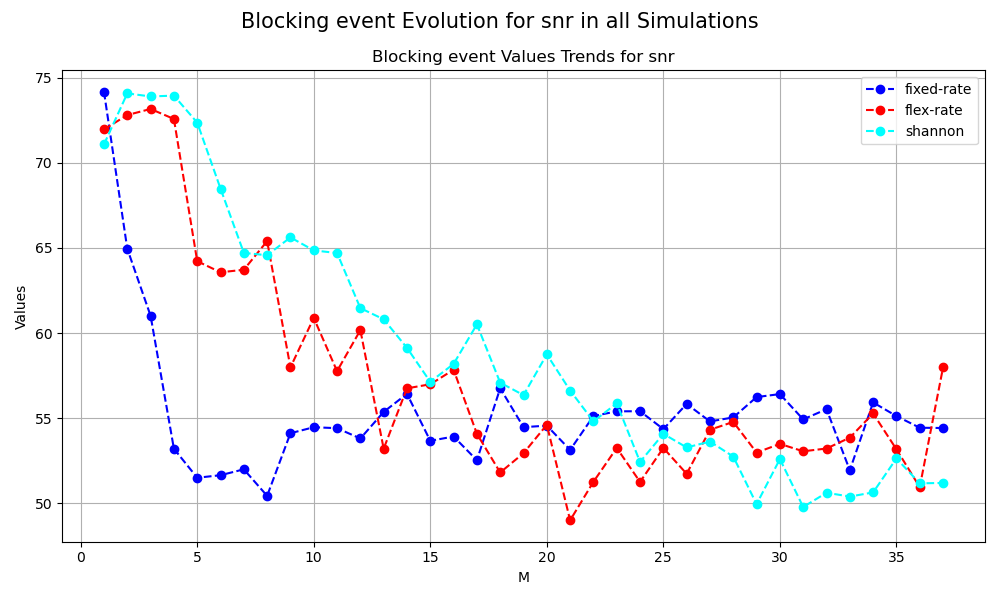 Blocking event Evolution for snr in all Simulations
Blocking event Values Trends for snr
fixed-rate
flex-rate
shannon
Values
75
70
65
60
55
50
0 5 10 15 20 25 30 35
M